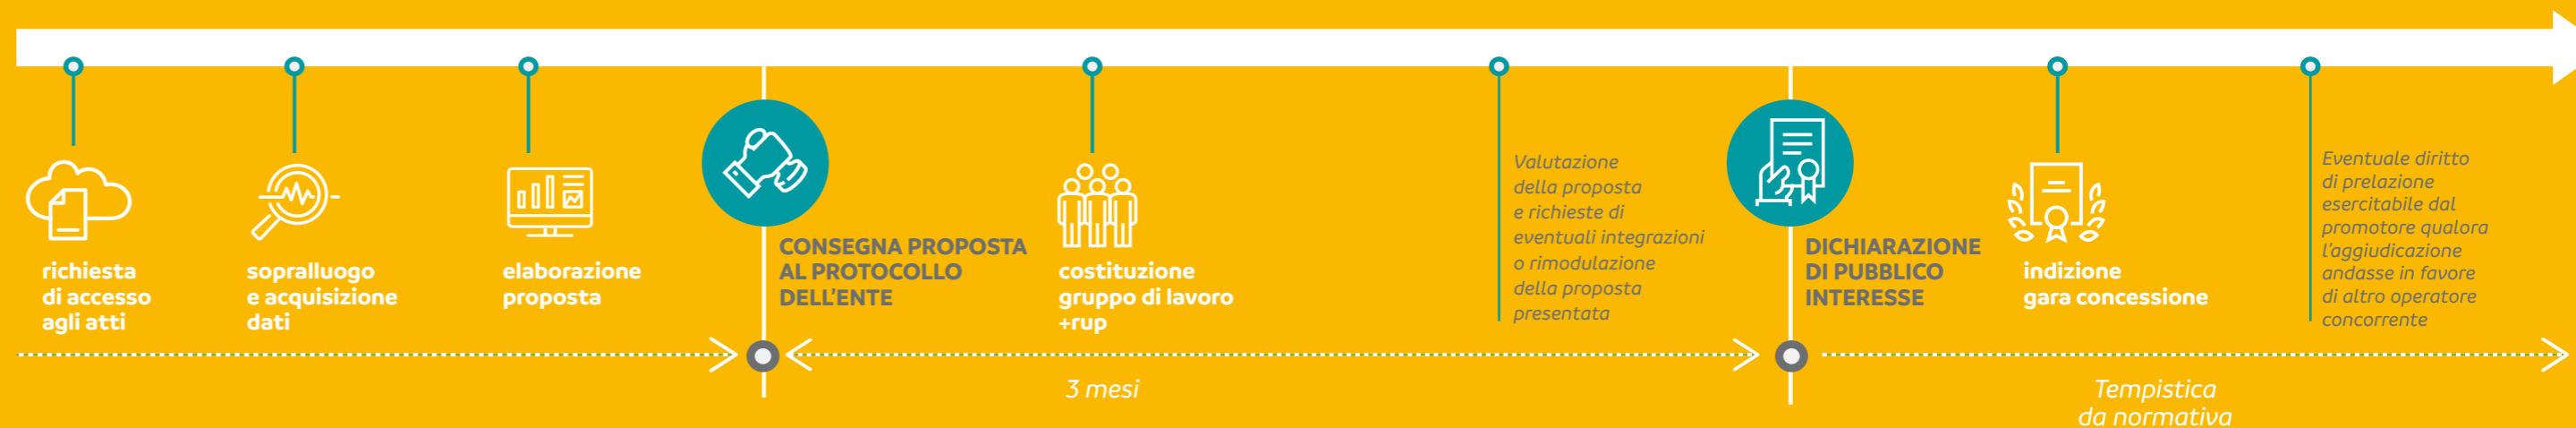 richiesta
di accesso
agli atti
sopralluogo
e acquisizione
dati
elaborazione
proposta
CONSEGNA PROPOSTA
AL PROTOCOLLO
DELL'ENTE
costituzione
gruppo di lavoro
+rup
Valutazione
della proposta
e richieste di
eventuali integrazioni
o rimodulazione
della proposta
presentata
DICHIARAZIONE
DI PUBBLICO
INTERESSE
indizione
gara concessione
Eventuale diritto
di prelazione
esercitabile dal
promotore qualora
l'aggiudicazione
andasse in favore
di altro operatore
concorrente
3 mesi
Tempistica
da normativa